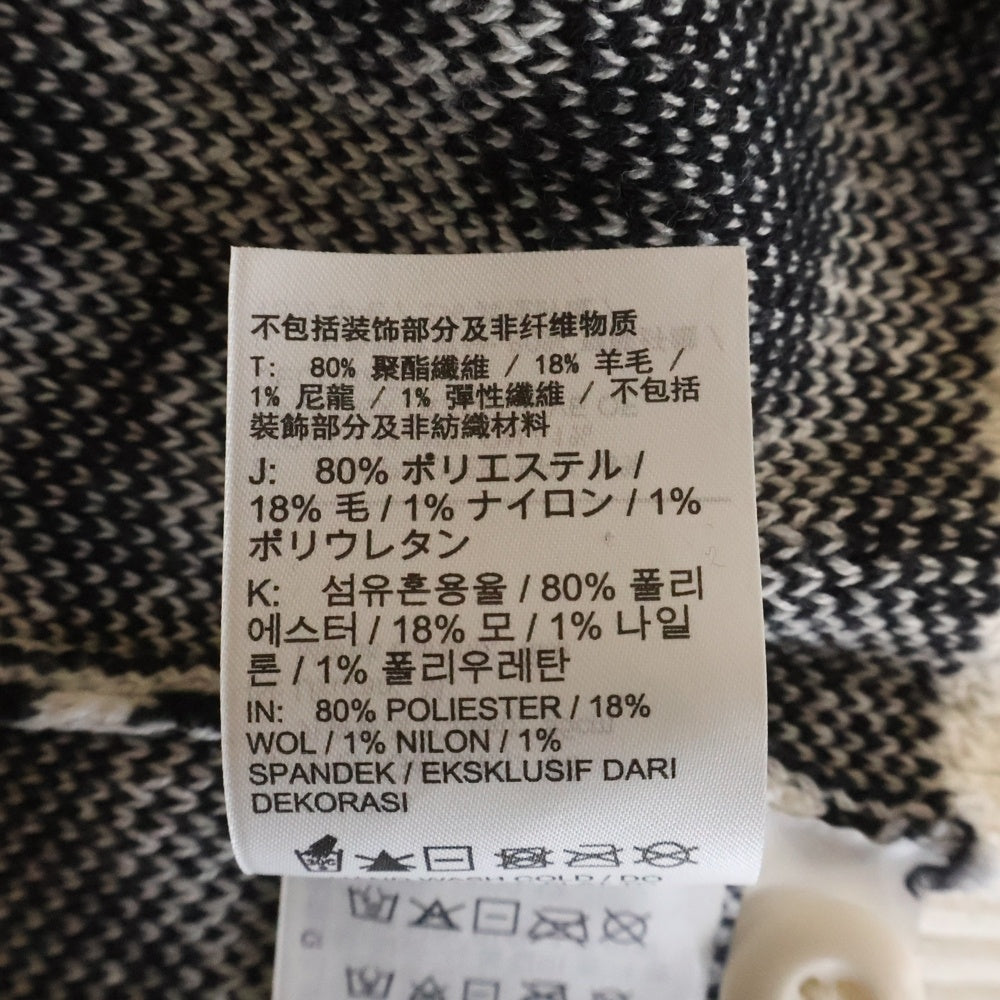 不包括装饰部分及非纤维物质
T: 80% 聚酯纖維 / 18% 羊毛 /
1% 尼龍 / 1% 彈性纖維 / 不包括
裝飾部分及非紡織材料
J: 80% ポリエステル /
18% 毛 / 1% ナイロン / 1%
ポリウレタン
K: 섬유혼용율 / 80% 폴리
에스터 / 18% 모 / 1% 나일
론 / 1% 폴리우레탄
IN: 80% POLIESTER / 18%
WOL / 1% NILON / 1%
SPANDEK / EKSKLUSIF DARI
DEKORASI